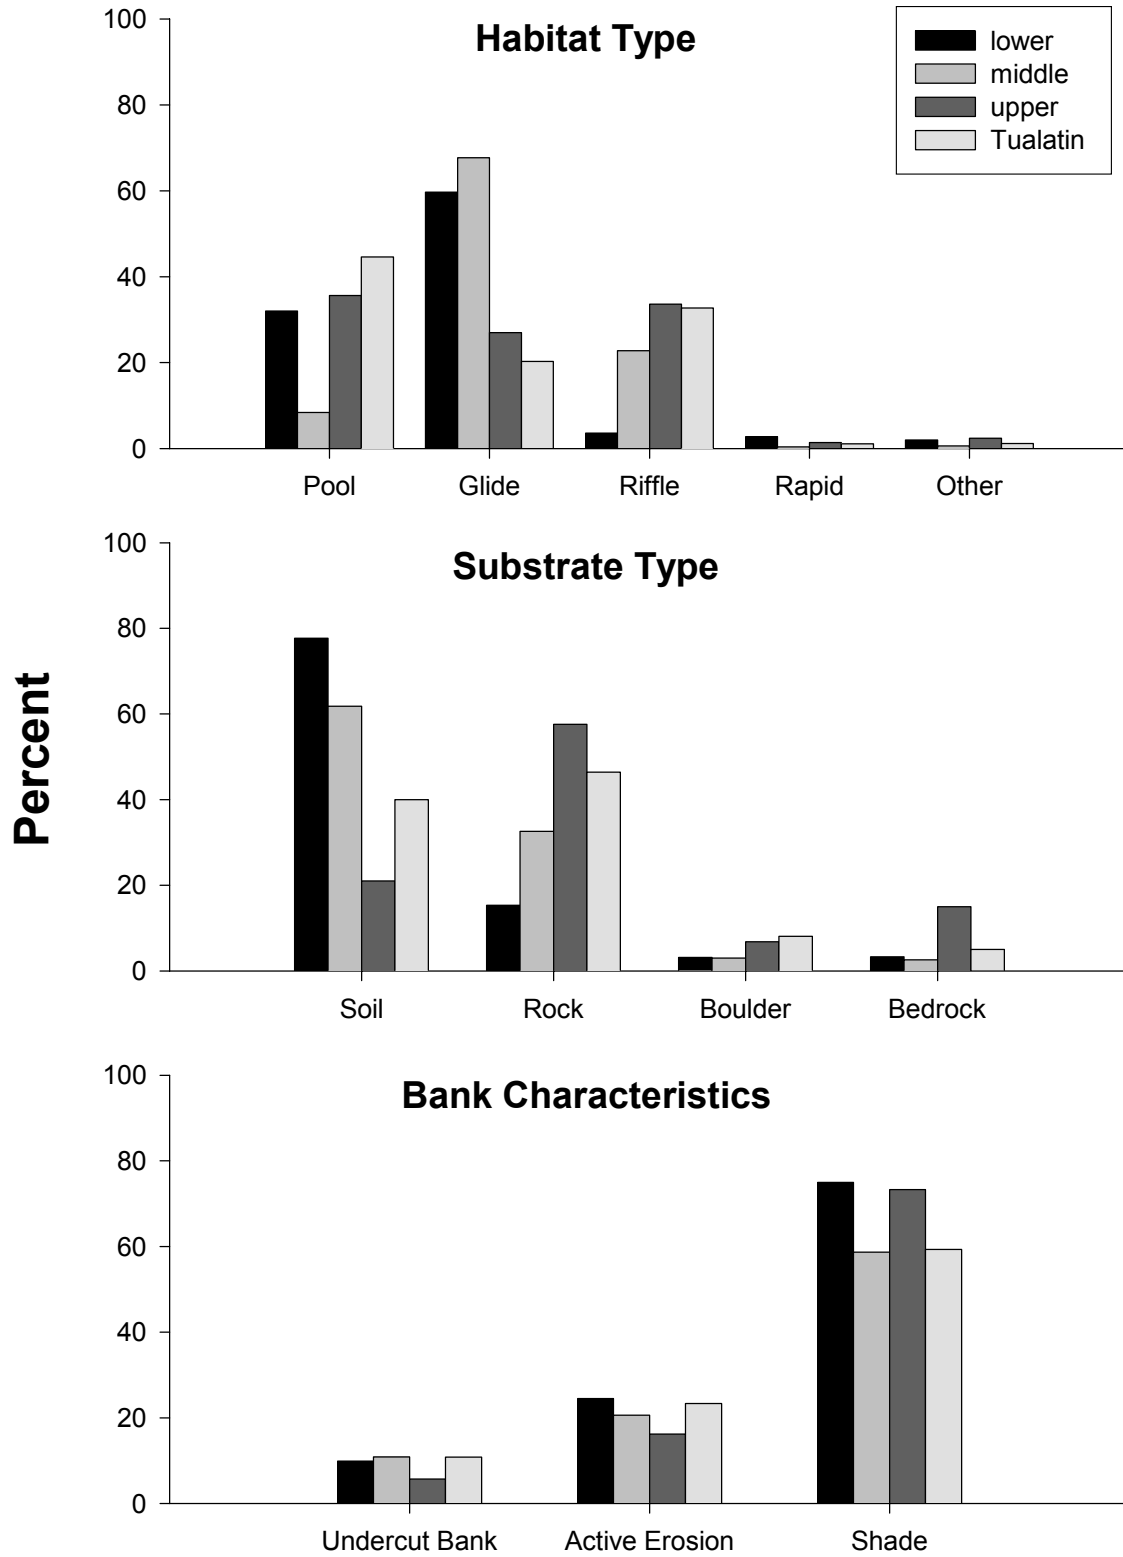 Habitat Type
lower
middle
upper
Tualatin
100
80
60
40
20
0
Pool Glide Riffle Rapid Other
Substrate Type
100
80
60
40
20
0
Soil Rock Boulder Bedrock
Percent
Bank Characteristics
100
80
60
40
20
0
Undercut Bank Active Erosion Shade